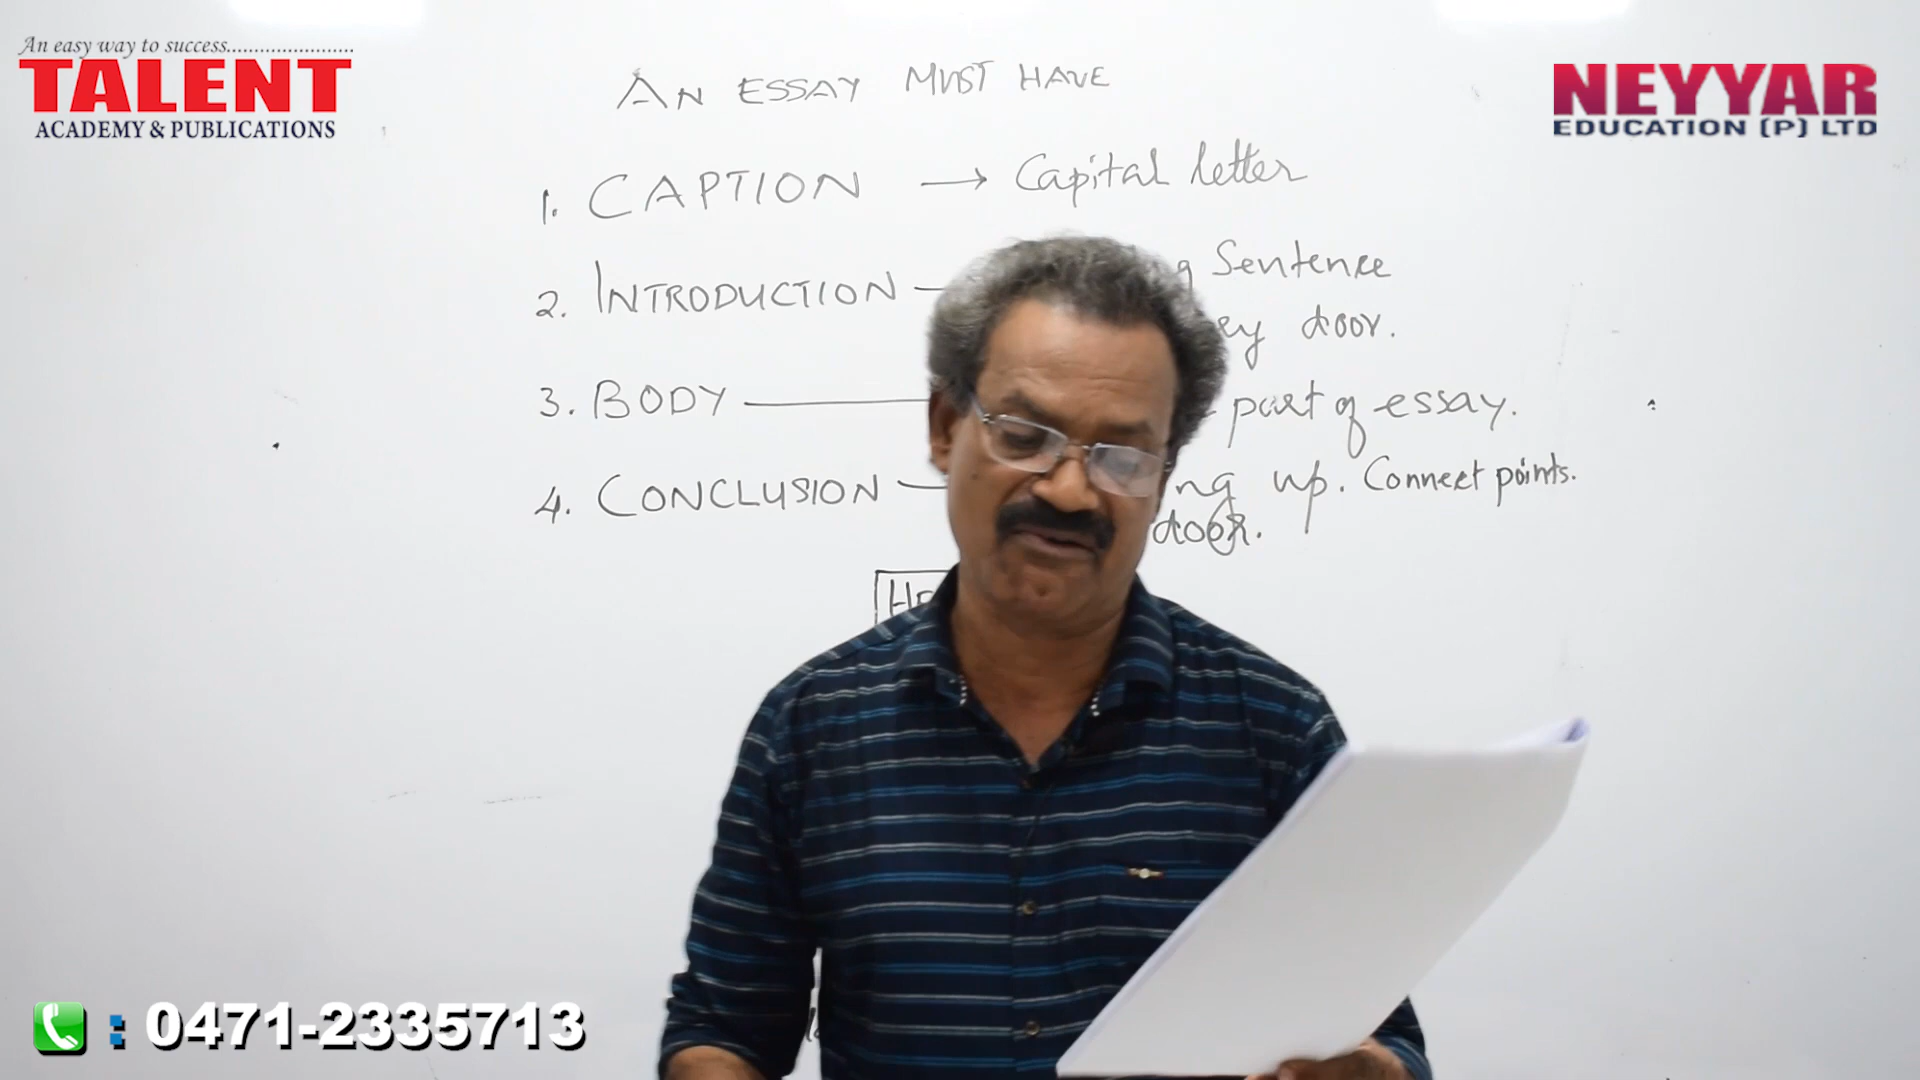 An easy way to success.......................
TALENT
ACADEMY & PUBLICATIONS
NEYYAR
EDUCATION (P) LTD
AN ESSAY MUST HAVE
1. CAPTION → Capital letter
2. INTRODUCTION — Sentence
door.
3. BODY — part of essay.
4. CONCLUSION — up. Connect points.
door.
: 0471-2335713